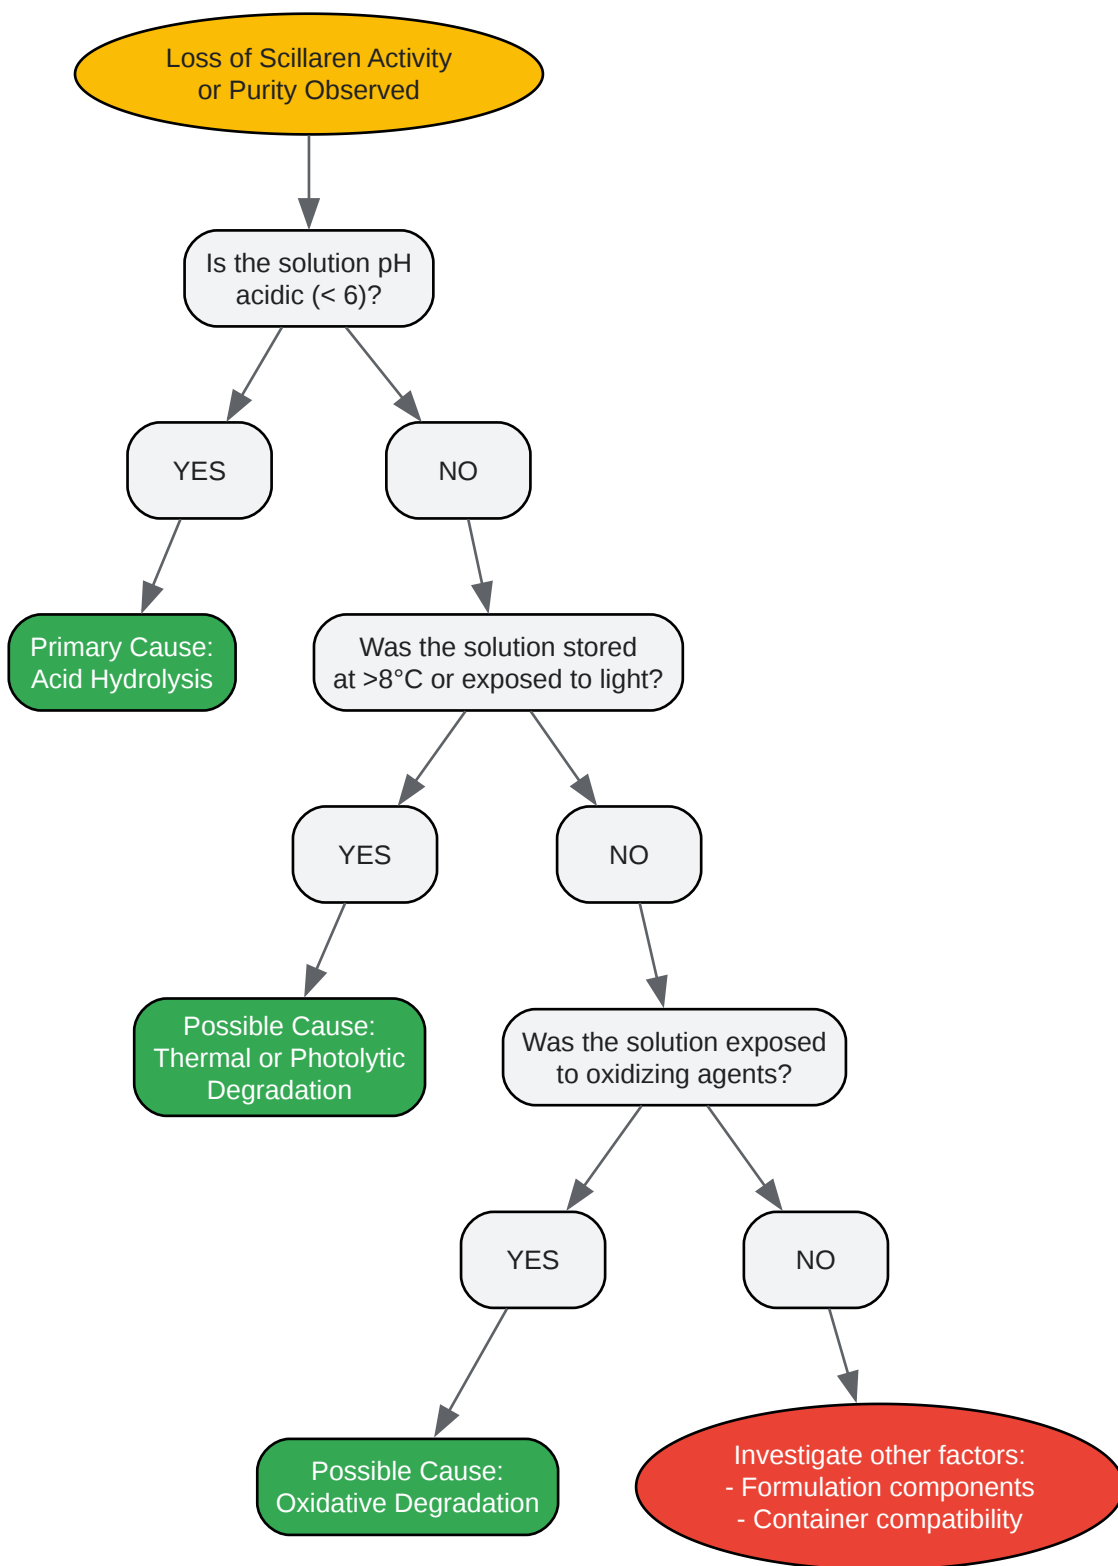 Loss of Scillaren Activity
or Purity Observed
Is the solution pH
acidic (< 6)?
YES
NO
Primary Cause:
Acid Hydrolysis
Was the solution stored
at >8°C or exposed to light?
YES
NO
Possible Cause:
Thermal or Photolytic
Degradation
Was the solution exposed
to oxidizing agents?
YES
NO
Possible Cause:
Oxidative Degradation
Investigate other factors:
- Formulation components
- Container compatibility